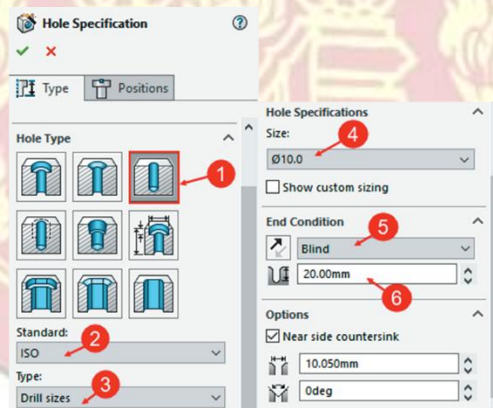 Hole Specification
Type
Positions
Hole Type
1
Standard:
2
ISO
Type:
3
Drill sizes
Hole Specifications
Size:
4
Ø10.0
Show custom sizing
End Condition
5
Blind
20.00mm
6
Options
Near side countersink
10.050mm
0deg